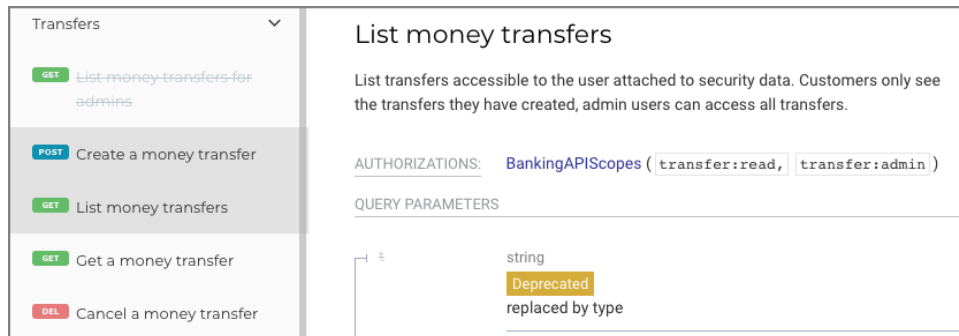 Transfers
GET List money transfers for
admins
POST Create a money transfer
GET List money transfers
GET Get a money transfer
DEL Cancel a money transfer
List money transfers
List transfers accessible to the user attached to security data. Customers only see
the transfers they have created, admin users can access all transfers.
AUTHORIZATIONS: BankingAPIScopes ( transfer:read, transfer:admin )
QUERY PARAMETERS
t string
Deprecated
replaced by type